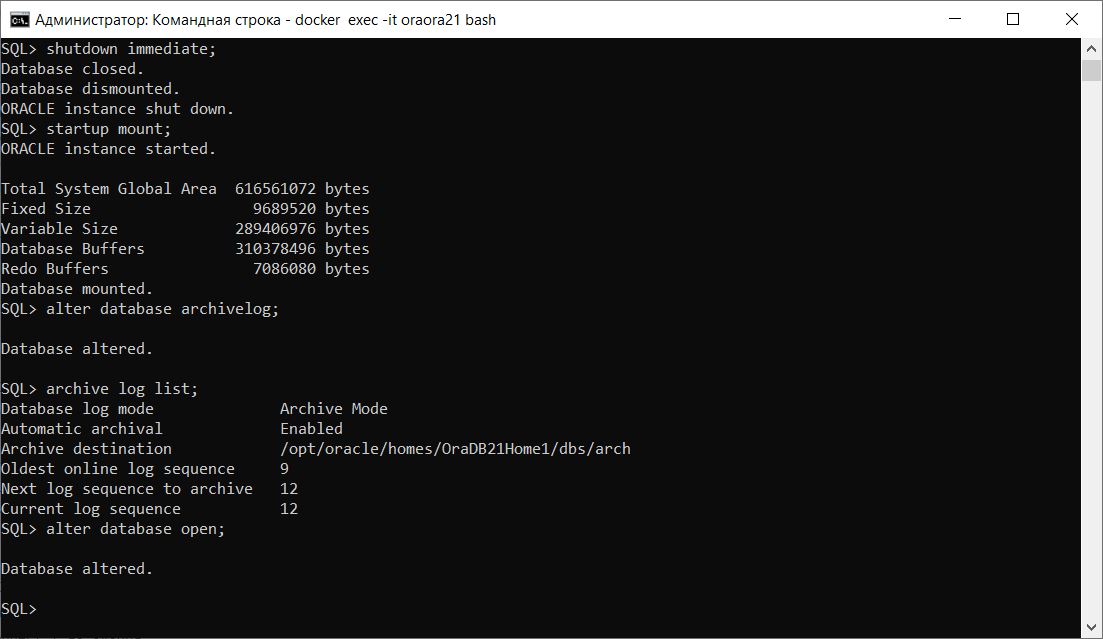 Администратор: Командная строка - docker  exec -it oraora21 bash
SQL> shutdown immediate;
Database closed.
Database dismounted.
ORACLE instance shut down.
SQL> startup mount;
ORACLE instance started.
Total System Global Area  616561072 bytes
Fixed Size                  9689520 bytes
Variable Size             289406976 bytes
Database Buffers          310378496 bytes
Redo Buffers                7086080 bytes
Database mounted.
SQL> alter database archivelog;
Database altered.
SQL> archive log list;
Database log mode              Archive Mode
Automatic archival             Enabled
Archive destination            /opt/oracle/homes/OraDB21Home1/dbs/arch
Oldest online log sequence     9
Next log sequence to archive   12
Current log sequence           12
SQL> alter database open;
Database altered.
SQL>